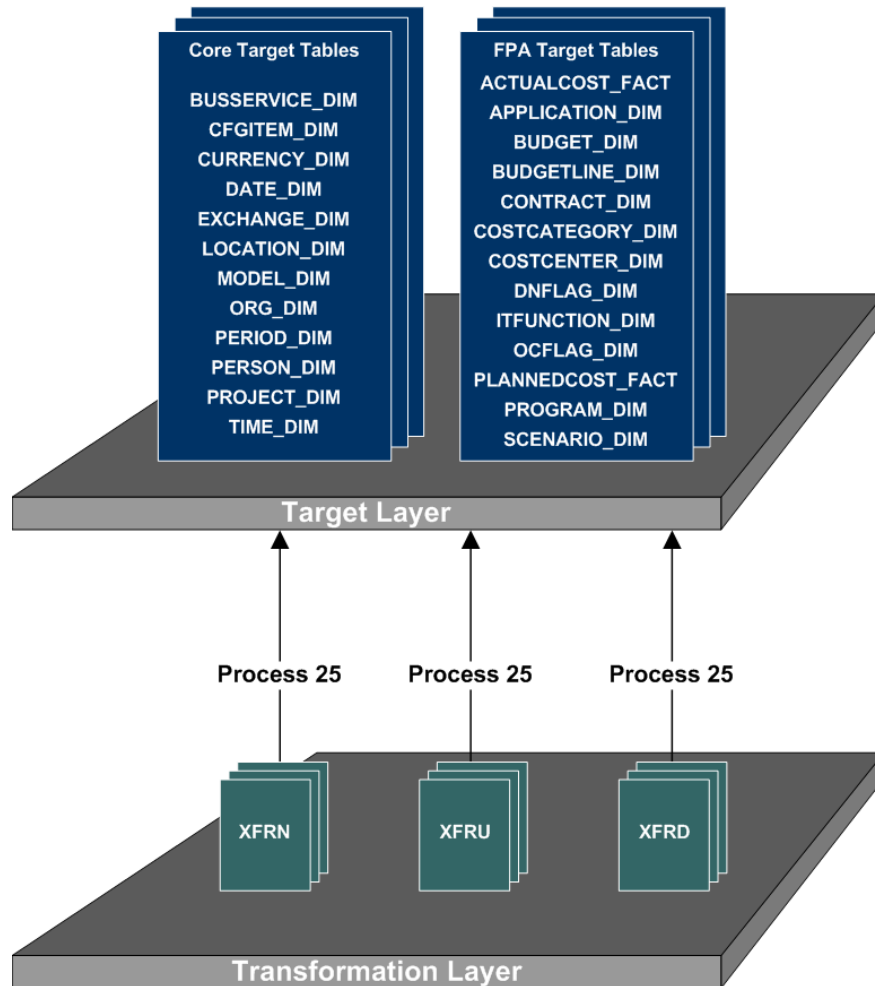 Core Target Tables
BUSSERVICE_DIM
CFGITEM_DIM
CURRENCY_DIM
DATE_DIM
EXCHANGE_DIM
LOCATION_DIM
MODEL_DIM
ORG_DIM
PERIOD_DIM
PERSON_DIM
PROJECT_DIM
TIME_DIM
FPA Target Tables
ACTUALCOST_FACT
APPLICATION_DIM
BUDGET_DIM
BUDGETLINE_DIM
CONTRACT_DIM
COSTCATEGORY_DIM
COSTCENTER_DIM
DNFLAG_DIM
ITFUNCTION_DIM
OCFLAG_DIM
PLANNEDCOST_FACT
PROGRAM_DIM
SCENARIO_DIM
Target Layer
Process 25
Process 25
Process 25
XFRN
XFRU
XFRD
Transformation Layer